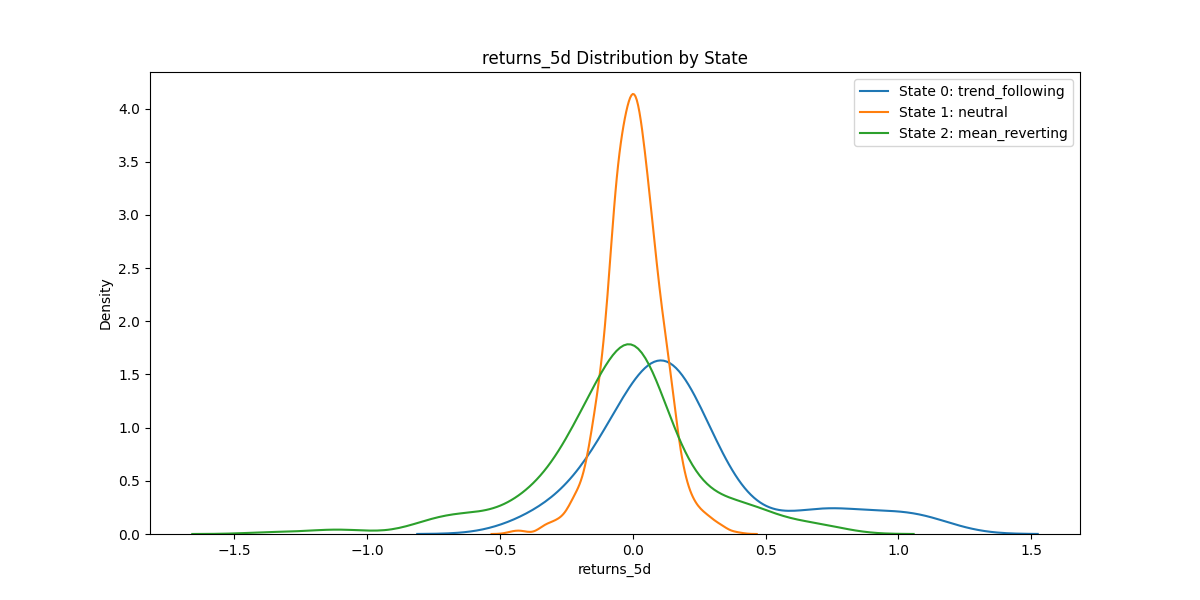 returns_5d Distribution by State
State 0: trend_following
State 1: neutral
State 2: mean_reverting
4.0
3.5
3.0
2.5
2.0
1.5
1.0
0.5
0.0
Density
−1.5
−1.0
−0.5
0.0
0.5
1.0
1.5
returns_5d